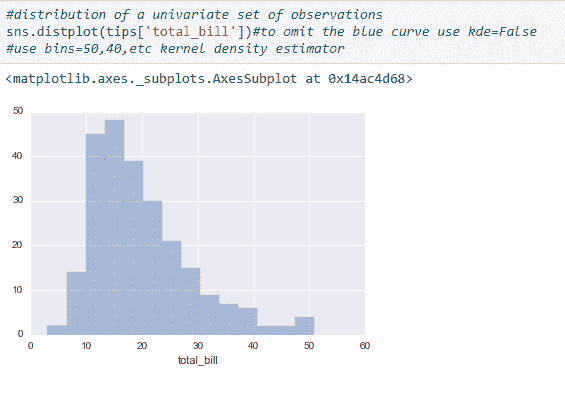 #distribution of a univariate set of observations
sns.distplot(tips['total_bill'])#to omit the blue curve use kde=False
#use bins=50,40,etc kernel density estimator
<matplotlib.axes._subplots.AxesSubplot at 0x14ac4d68>
50
40
30
20
10
0
0 10 20 30 40 50 60
total_bill